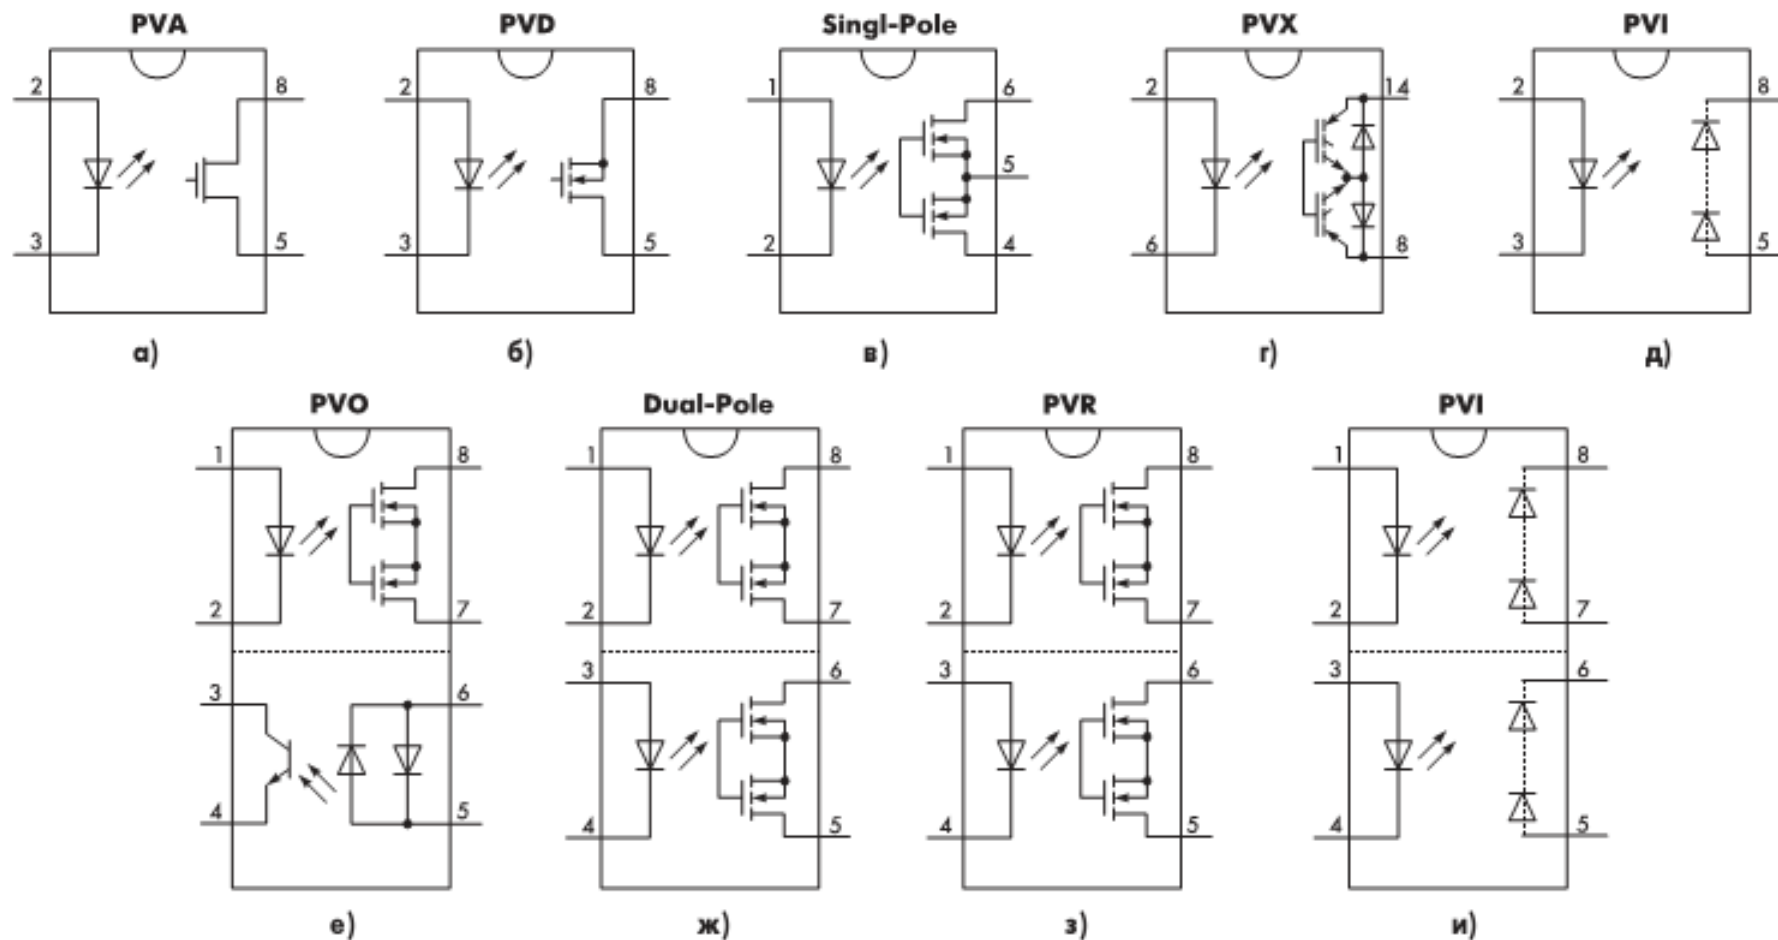 PVA PVD Singl-Pole PVX PVI
2 8 2 8 1 6 2 14 2 8
5
3 5 3 5 2 4 6 8 3 5
а) б) в) г) д)
PVO Dual-Pole PVR PVI
1 8 1 8 1 8 1 8
2 7 2 7 2 7 2 7
3 6 3 6 3 6 3 6
4 5 4 5 4 5 4 5
е) ж) з) и)